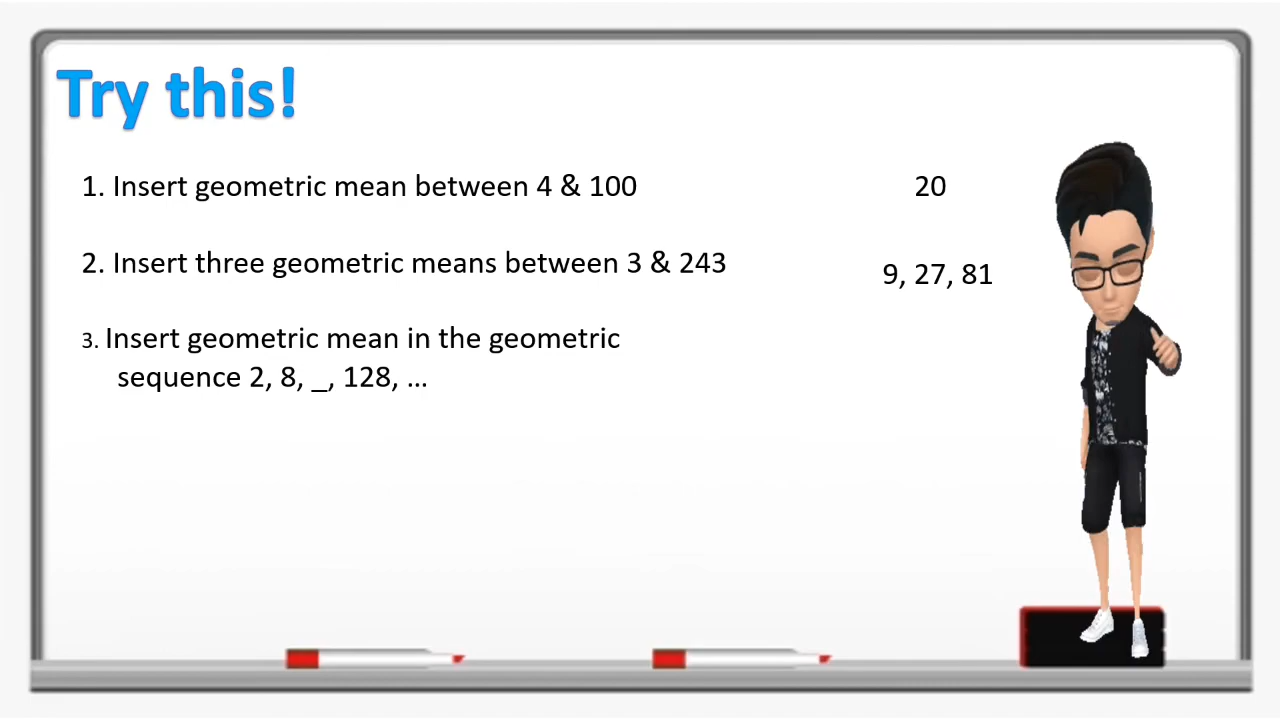 Try this!
1. Insert geometric mean between 4 & 100
20
2. Insert three geometric means between 3 & 243
9, 27, 81
3. Insert geometric mean in the geometric
sequence 2, 8, _, 128, ...